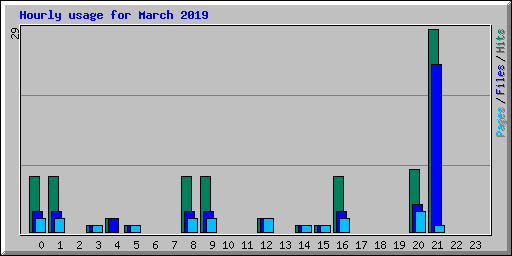 Hourly usage for March 2019
29
Pages/Files/Hits
0 1 2 3 4 5 6 7 8 9 10 11 12 13 14 15 16 17 18 19 20 21 22 23